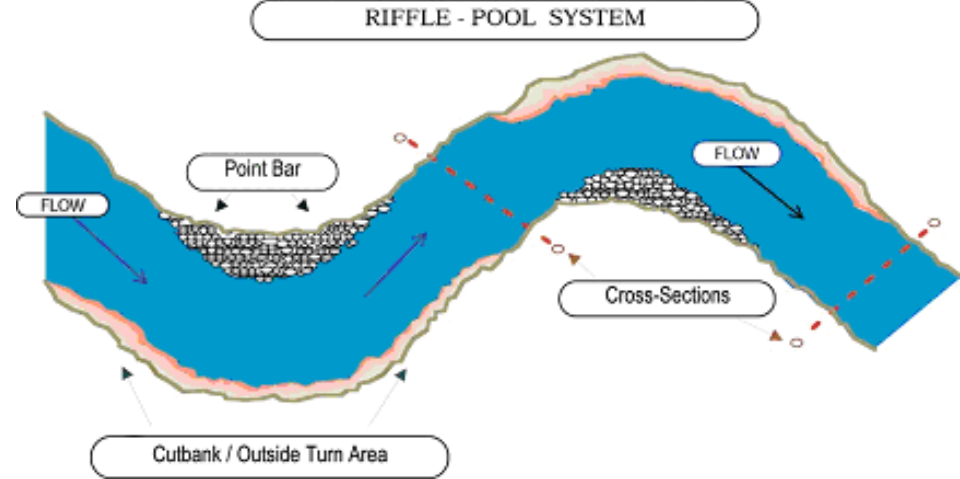 RIFFLE - POOL SYSTEM
Point Bar
FLOW
FLOW
Cross-Sections
Cutbank / Outside Turn Area